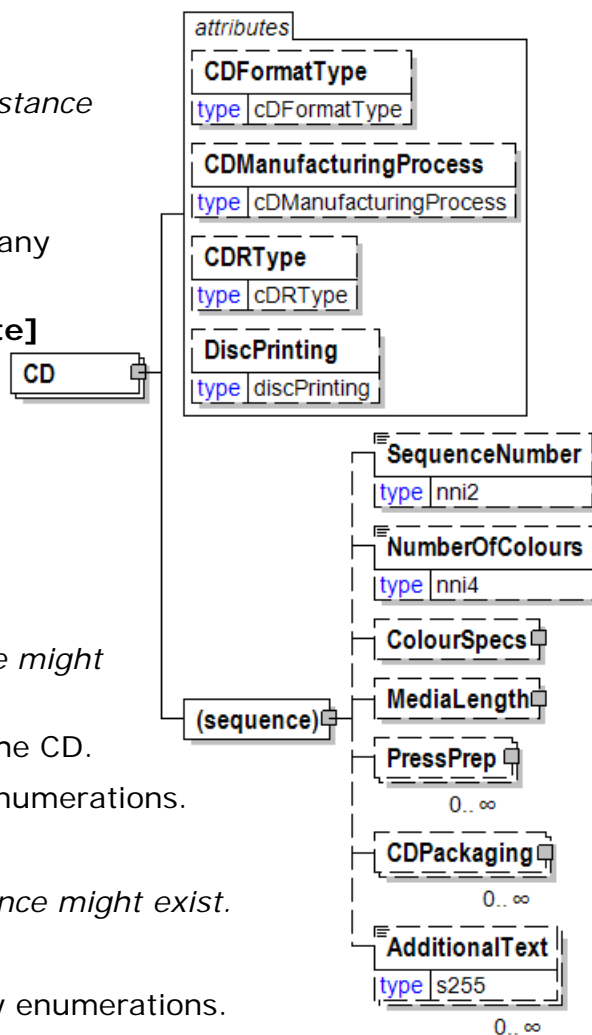 attributes
CDFormatType
type cDFormatType
stance
CDManufacturingProcess
type cDManufacturingProcess
any
CDRType
type cDRType
te]
DiscPrinting
type discPrinting
CD
SequenceNumber
type nni2
NumberOfColours
type nni4
ColourSpecs
e might
MediaLength
(sequence)
ne CD.
PressPrep
numerations.
0.. ∞
CDPackaging
0.. ∞
nce might exist.
AdditionalText
type s255
y enumerations.
0.. ∞